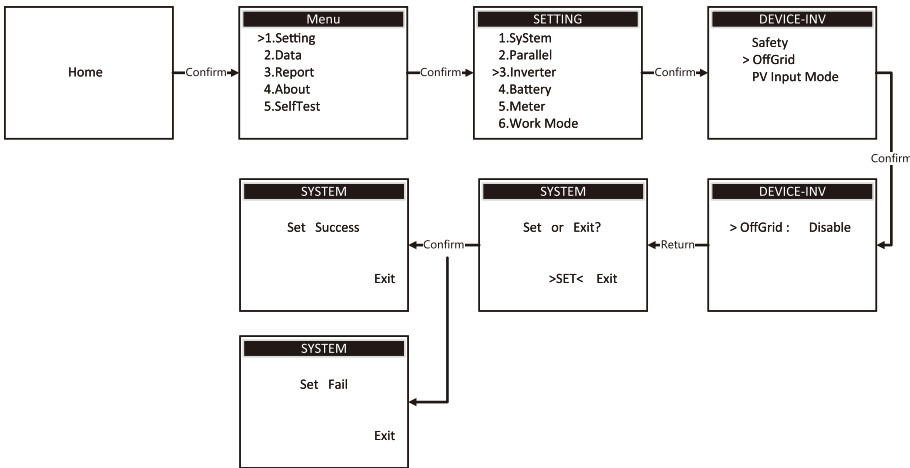 Home
Confirm
Menu
>1.Setting
2.Data
3.Report
4.About
5.SelfTest
Confirm
SETTING
1.SyStem
2.Parallel
>3.Inverter
4.Battery
5.Meter
6.Work Mode
Confirm
DEVICE-INV
Safety
> OffGrid
PV Input Mode
Confirm
DEVICE-INV
> OffGrid : Disable
Return
SYSTEM
Set or Exit?
>SET< Exit
Confirm
SYSTEM
Set Success
Exit
SYSTEM
Set Fail
Exit